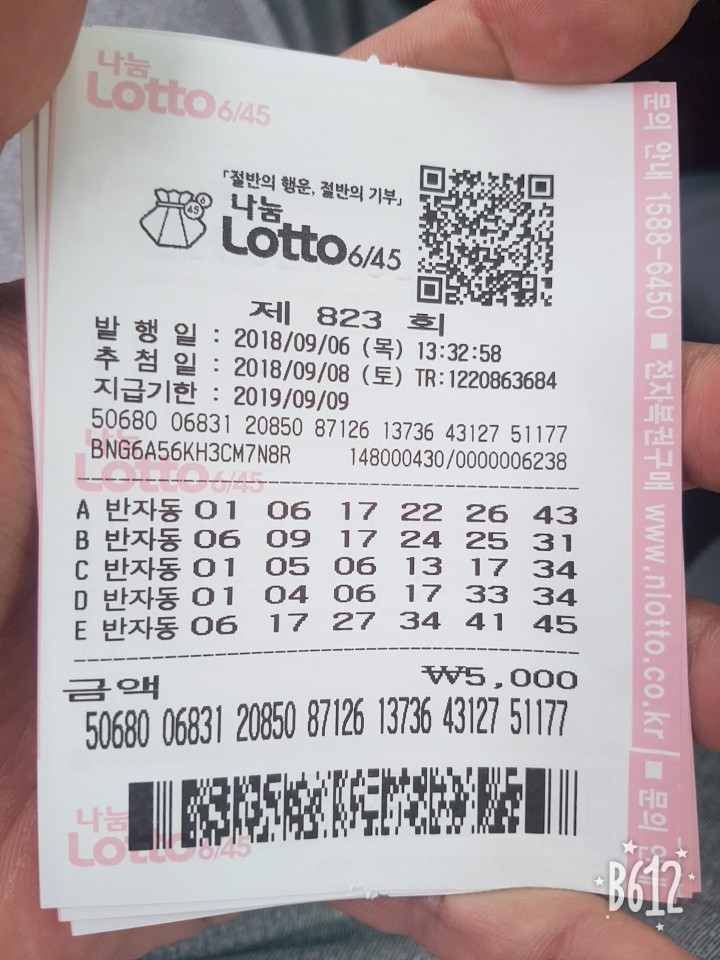 나눔
Lotto 6/45
「절반의 행운, 절반의 기부」
나눔
Lotto 6/45
제 823 회
발 행 일 : 2018/09/06 (목) 13:32:58
추 첨 일 : 2018/09/08 (토) TR:1220863684
지급기한 : 2019/09/09
50680 06831 20850 87126 13736 43127 51177
BNG6A56KH3CM7N8R 148000430/0000006238
나눔
Lotto 6/45
A 반자동 01 06 17 22 26 43
B 반자동 06 09 17 24 25 31
C 반자동 01 05 06 13 17 34
D 반자동 01 04 06 17 33 34
E 반자동 06 17 27 34 41 45
금액 ₩5,000
50680 06831 20850 87126 13736 43127 51177
나눔
Lotto 6/45
문의 안내 1588-6450 ■ 전자복권구매 www.nlotto.co.kr ■ 문의
B612